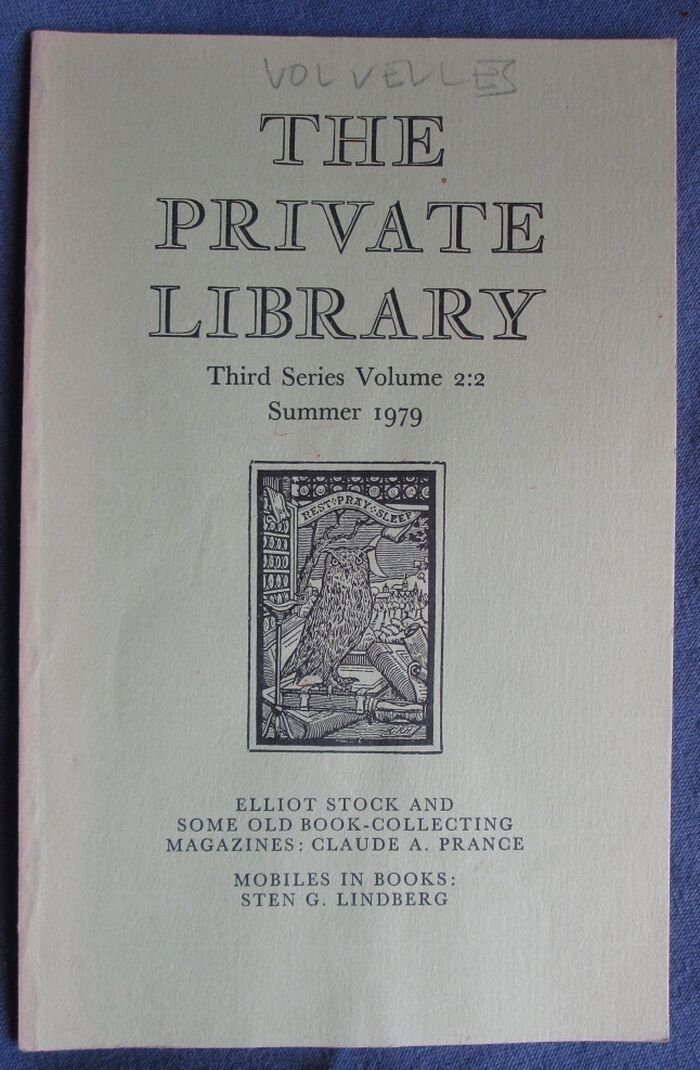 VOLVELLES
THE
PRIVATE
LIBRARY
Third Series Volume 2:2
Summer 1979
REST·PRAY·SLEEP
ELLIOT STOCK AND
SOME OLD BOOK-COLLECTING
MAGAZINES: CLAUDE A. PRANCE
MOBILES IN BOOKS:
STEN G. LINDBERG